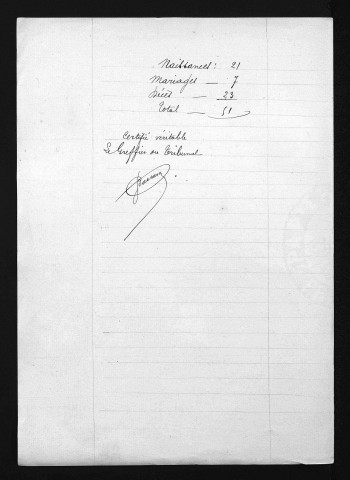 Naissances : 21
Mariages — 7
Décès — 23
Total — 51
Certifié véritable
Le Greffier du Tribunal